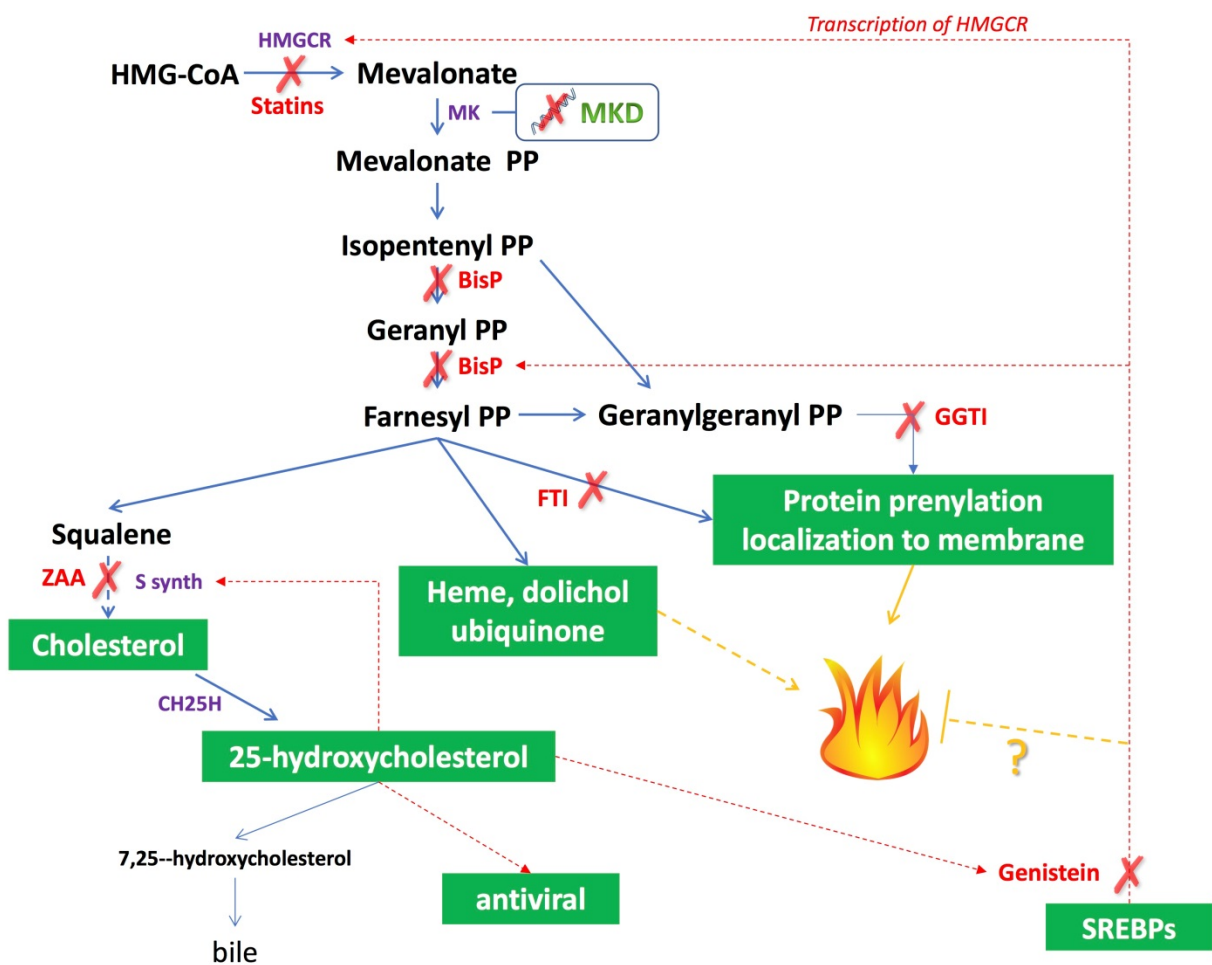 Transcription of HMGCR
HMGCR
HMG-CoA
Mevalonate
Statins
MK
MKD
Mevalonate PP
Isopentenyl PP
BisP
Geranyl PP
BisP
Farnesyl PP
Geranylgeranyl PP
GGTI
FTI
Protein prenylation
localization to membrane
Squalene
ZAA
S synth
Heme, dolichol
ubiquinone
Cholesterol
CH25H
25-hydroxycholesterol
?
7,25--hydroxycholesterol
Genistein
antiviral
SREBPs
bile